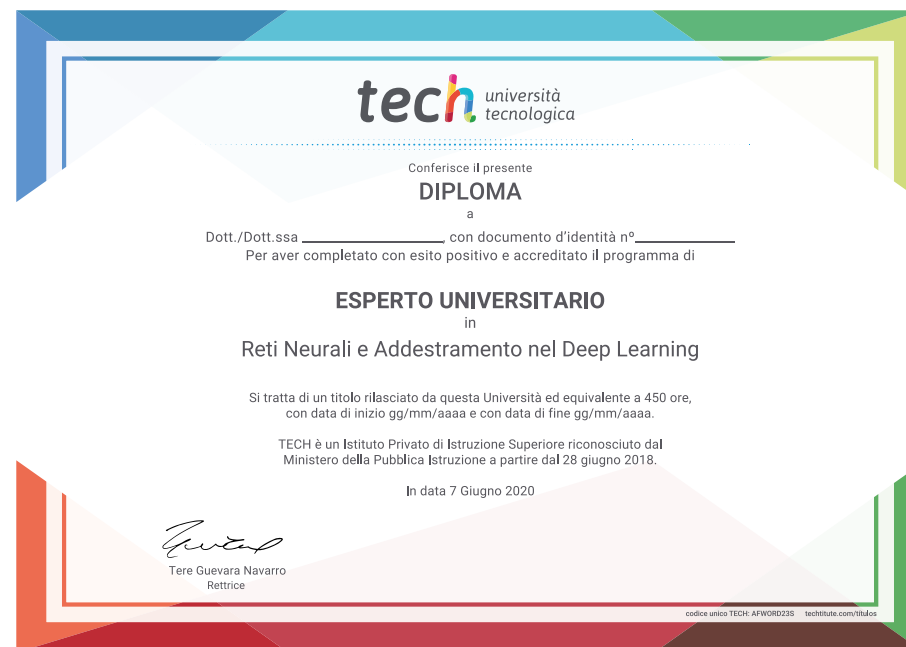 tech università
tecnologica
Conferisce il presente
DIPLOMA
a
Dott./Dott.ssa ____________________, con documento d'identità nº______________
Per aver completato con esito positivo e accreditato il programma di
ESPERTO UNIVERSITARIO
in
Reti Neurali e Addestramento nel Deep Learning
Si tratta di un titolo rilasciato da questa Università ed equivalente a 450 ore,
con data di inizio gg/mm/aaaa e con data di fine gg/mm/aaaa.
TECH è un Istituto Privato di Istruzione Superiore riconosciuto dal
Ministero della Pubblica Istruzione a partire dal 28 giugno 2018.
In data 7 Giugno 2020
Tere Guevara Navarro
Rettrice
codice unico TECH: AFWORD23S techtitute.com/titulos